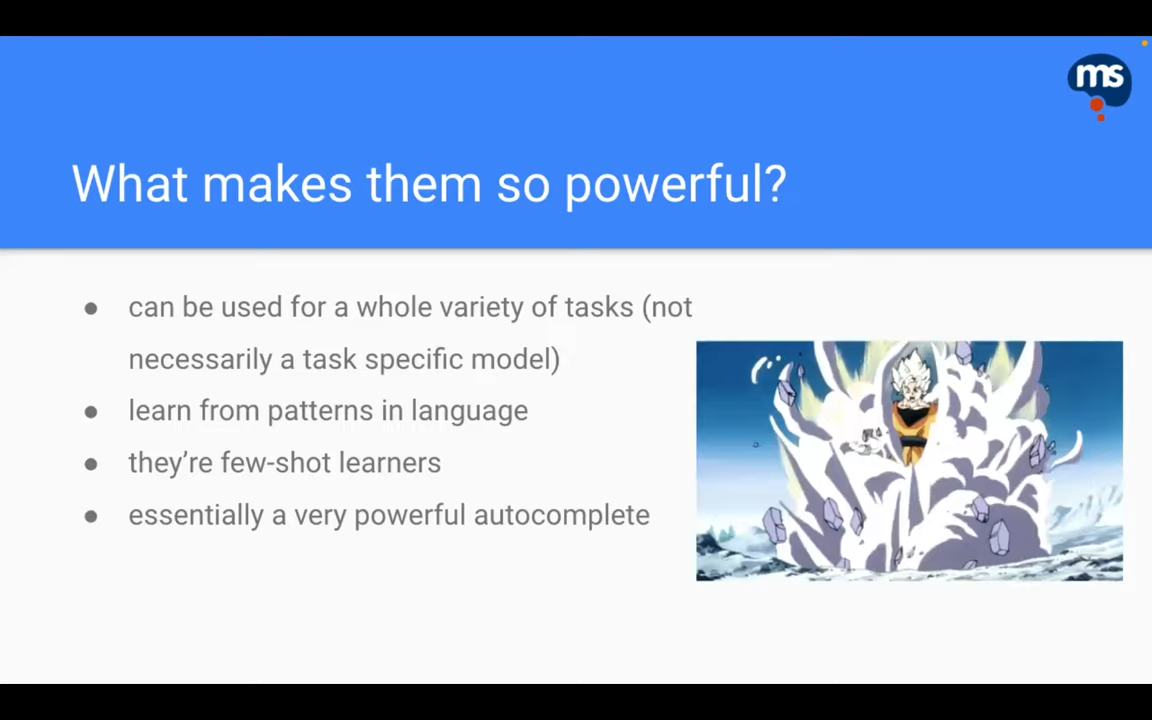 ms
What makes them so powerful?
● can be used for a whole variety of tasks (not
necessarily a task specific model)
● learn from patterns in language
● they’re few-shot learners
● essentially a very powerful autocomplete